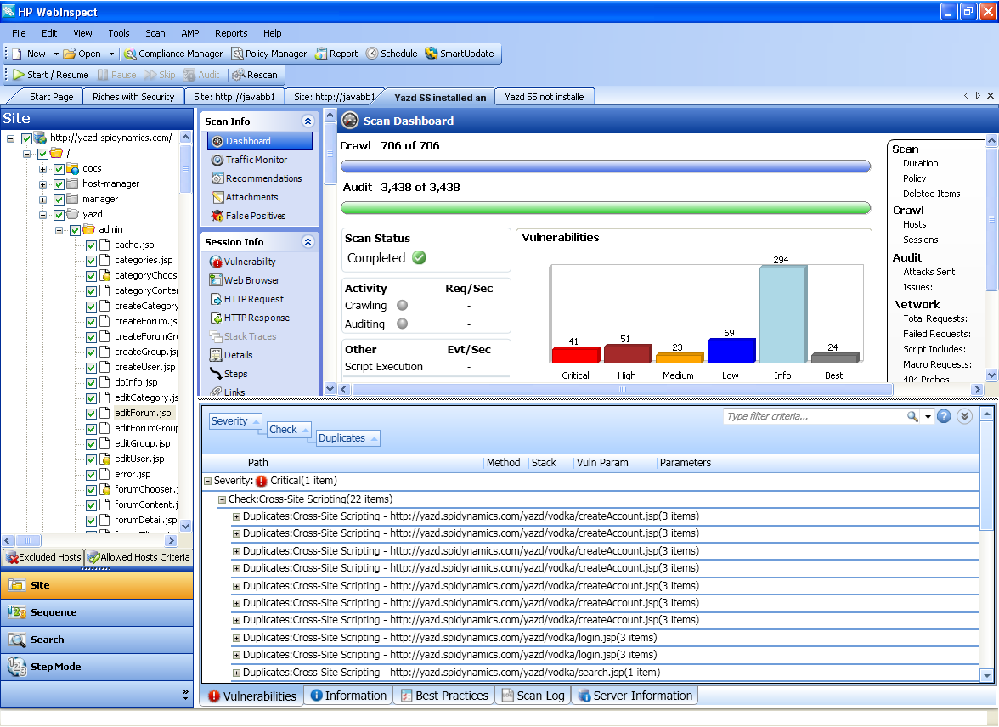 HP WebInspect
File Edit View Tools Scan AMP Reports Help
New Open Compliance Manager Policy Manager Report Schedule SmartUpdate
Start / Resume Pause Skip Audit Rescan
Start Page Riches with Security Site: http://javabb1 Site: http://javabb1 Yazd SS installed an Yazd SS not installe
Site
http://yazd.spidynamics.com/
/
docs
host-manager
manager
yazd
admin
cache.jsp
categories.jsp
categoryChoose
categoryConter
createCategory
createForum.jsp
createForumGro
createGroup.jsp
createUser.jsp
dbInfo.jsp
editCategory.js
editForum.jsp
editForumGroup
editGroup.jsp
editUser.jsp
error.jsp
forumChooser.j
forumContent.j
forumDetail.jsp
Excluded Hosts Allowed Hosts Criteria
Site
Sequence
Search
Step Mode
Scan Info
Dashboard
Traffic Monitor
Recommendations
Attachments
False Positives
Session Info
Vulnerability
Web Browser
HTTP Request
HTTP Response
Stack Traces
Details
Steps
Links
Scan Dashboard
Crawl 706 of 706
Audit 3,438 of 3,438
Scan Status
Completed
Activity Req/Sec
Crawling -
Auditing -
Other Evt/Sec
Script Execution -
Vulnerabilities
41 51 23 69 294 24
Critical High Medium Low Info Best
Scan
Duration:
Policy:
Deleted Items:
Crawl
Hosts:
Sessions:
Audit
Attacks Sent:
Issues:
Network
Total Requests:
Failed Requests:
Script Includes:
Macro Requests:
404 Probes:
Severity
Check
Duplicates
Type filter criteria...
Path Method Stack Vuln Param Parameters
Severity: Critical(1 item)
Check:Cross-Site Scripting(22 items)
Duplicates:Cross-Site Scripting - http://yazd.spidynamics.com/yazd/vodka/createAccount.jsp(3 items)
Duplicates:Cross-Site Scripting - http://yazd.spidynamics.com/yazd/vodka/createAccount.jsp(3 items)
Duplicates:Cross-Site Scripting - http://yazd.spidynamics.com/yazd/vodka/createAccount.jsp(3 items)
Duplicates:Cross-Site Scripting - http://yazd.spidynamics.com/yazd/vodka/createAccount.jsp(3 items)
Duplicates:Cross-Site Scripting - http://yazd.spidynamics.com/yazd/vodka/createAccount.jsp(3 items)
Duplicates:Cross-Site Scripting - http://yazd.spidynamics.com/yazd/vodka/createAccount.jsp(3 items)
Duplicates:Cross-Site Scripting - http://yazd.spidynamics.com/yazd/vodka/createAccount.jsp(3 items)
Duplicates:Cross-Site Scripting - http://yazd.spidynamics.com/yazd/vodka/login.jsp(3 items)
Duplicates:Cross-Site Scripting - http://yazd.spidynamics.com/yazd/vodka/login.jsp(3 items)
Duplicates:Cross-Site Scripting - http://yazd.spidynamics.com/yazd/vodka/search.jsp(1 item)
Vulnerabilities Information Best Practices Scan Log Server Information